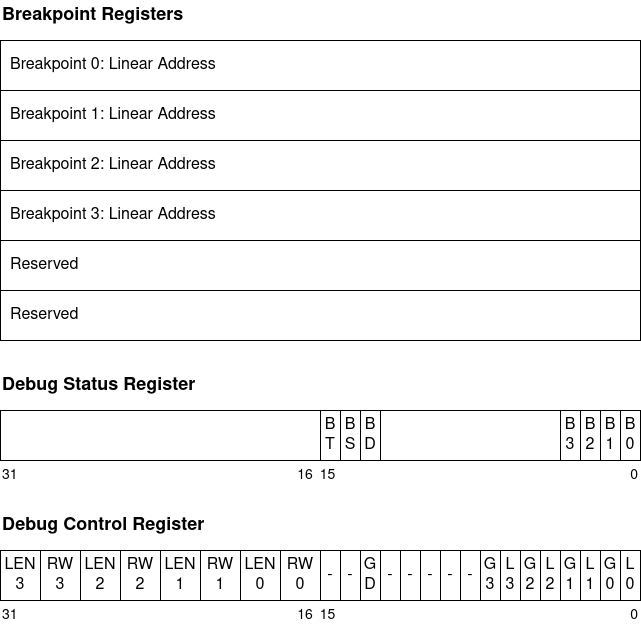 Breakpoint Registers
Breakpoint 0: Linear Address
Breakpoint 1: Linear Address
Breakpoint 2: Linear Address
Breakpoint 3: Linear Address
Reserved
Reserved
Debug Status Register
B B B B B B B
T S D 3 2 1 0
31 16 15 0
Debug Control Register
LEN RW LEN RW LEN RW LEN RW - - G - - - - - G L G L G L G L
3 3 2 2 1 1 0 0 D 3 3 2 2 1 1 0 0
31 16 15 0